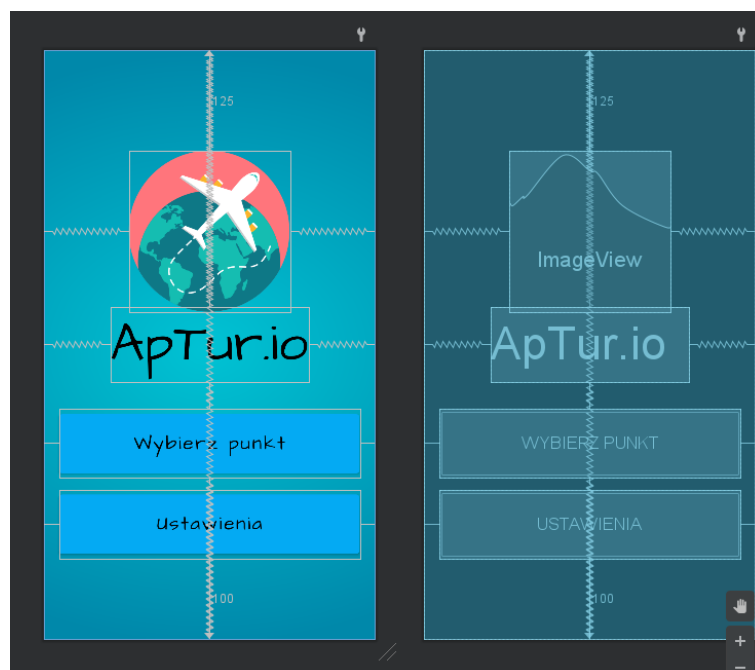 125
ApTur.io
Wybierz punkt
Ustawienia
100
125
ImageView
ApTur.io
WYBIERZ PUNKT
USTAWIENIA
100